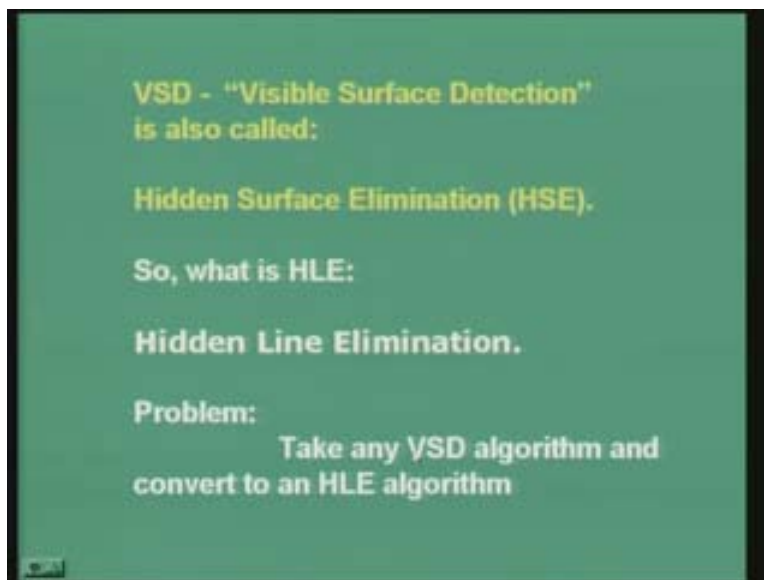 VSD - “Visible Surface Detection”
is also called:
Hidden Surface Elimination (HSE).
So, what is HLE:
Hidden Line Elimination.
Problem:
Take any VSD algorithm and
convert to an HLE algorithm